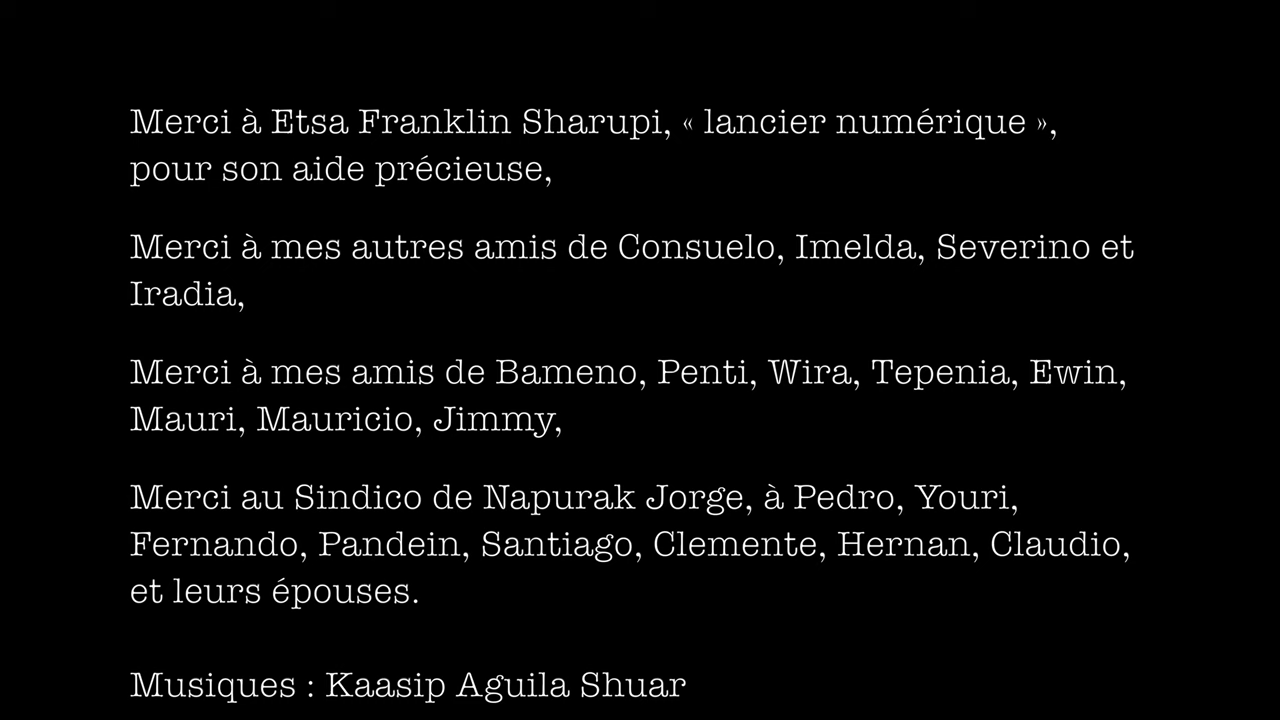 Merci à Etsa Franklin Sharupi, « lancier numérique »,
pour son aide précieuse,
Merci à mes autres amis de Consuelo, Imelda, Severino et
Iradia,
Merci à mes amis de Bameno, Penti, Wira, Tepenia, Ewin,
Mauri, Mauricio, Jimmy,
Merci au Sindico de Napurak Jorge, à Pedro, Youri,
Fernando, Pandein, Santiago, Clemente, Hernan, Claudio,
et leurs épouses.
Musiques : Kaasip Aguila Shuar